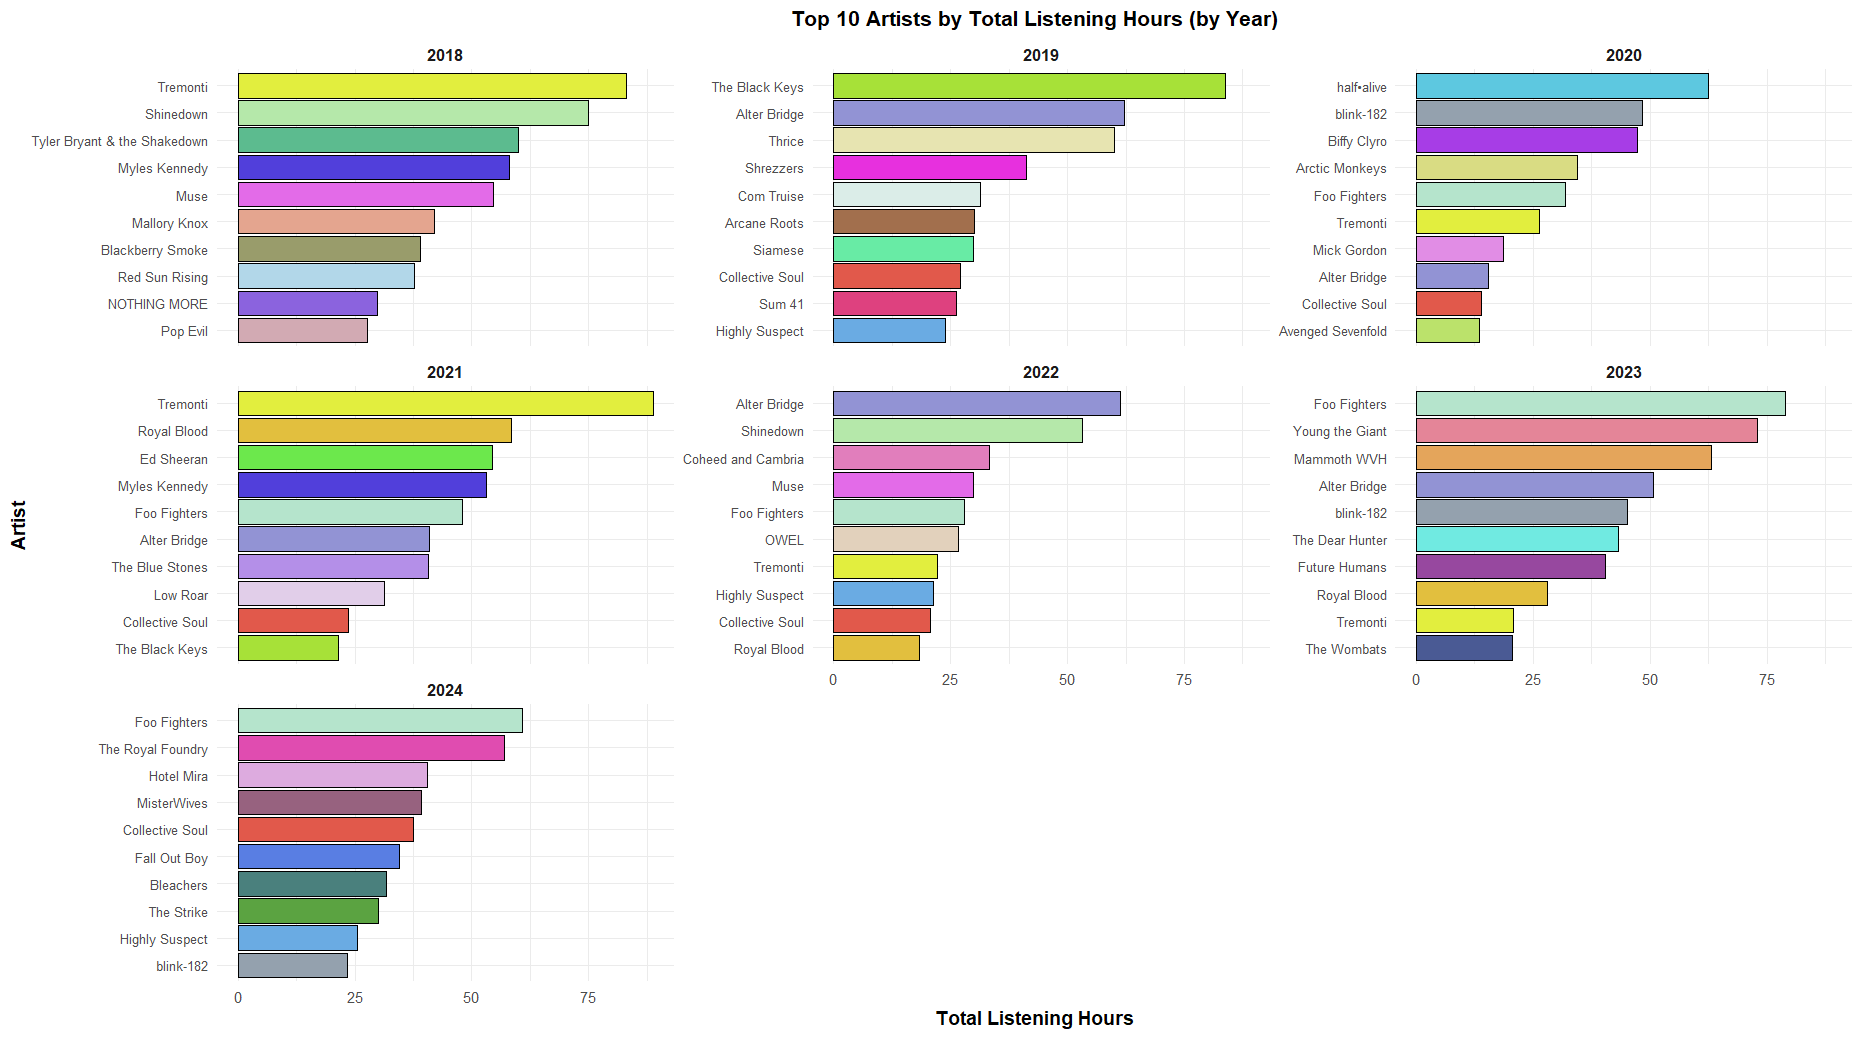 Top 10 Artists by Total Listening Hours (by Year)
2018
Tremonti
Shinedown
Tyler Bryant & the Shakedown
Myles Kennedy
Muse
Mallory Knox
Blackberry Smoke
Red Sun Rising
NOTHING MORE
Pop Evil
2019
The Black Keys
Alter Bridge
Thrice
Shrezzers
Com Truise
Arcane Roots
Siamese
Collective Soul
Sum 41
Highly Suspect
2020
half•alive
blink-182
Biffy Clyro
Arctic Monkeys
Foo Fighters
Tremonti
Mick Gordon
Alter Bridge
Collective Soul
Avenged Sevenfold
2021
Tremonti
Royal Blood
Ed Sheeran
Myles Kennedy
Foo Fighters
Alter Bridge
The Blue Stones
Low Roar
Collective Soul
The Black Keys
2022
Alter Bridge
Shinedown
Coheed and Cambria
Muse
Foo Fighters
OWEL
Tremonti
Highly Suspect
Collective Soul
Royal Blood
0 25 50 75
2023
Foo Fighters
Young the Giant
Mammoth WVH
Alter Bridge
blink-182
The Dear Hunter
Future Humans
Royal Blood
Tremonti
The Wombats
0 25 50 75
2024
Foo Fighters
The Royal Foundry
Hotel Mira
MisterWives
Collective Soul
Fall Out Boy
Bleachers
The Strike
Highly Suspect
blink-182
0 25 50 75
Artist
Total Listening Hours